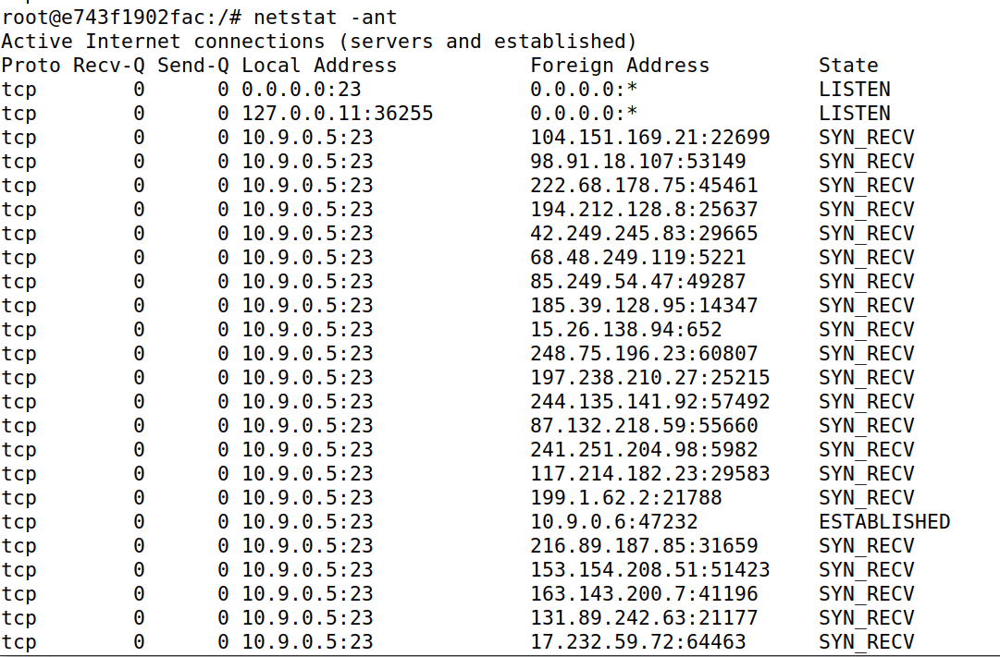 root@e743f1902fac:/# netstat -ant
Active Internet connections (servers and established)
Proto Recv-Q Send-Q Local Address           Foreign Address         State
tcp        0      0 0.0.0.0:23              0.0.0.0:*               LISTEN
tcp        0      0 127.0.0.11:36255        0.0.0.0:*               LISTEN
tcp        0      0 10.9.0.5:23             104.151.169.21:22699    SYN_RECV
tcp        0      0 10.9.0.5:23             98.91.18.107:53149      SYN_RECV
tcp        0      0 10.9.0.5:23             222.68.178.75:45461     SYN_RECV
tcp        0      0 10.9.0.5:23             194.212.128.8:25637     SYN_RECV
tcp        0      0 10.9.0.5:23             42.249.245.83:29665     SYN_RECV
tcp        0      0 10.9.0.5:23             68.48.249.119:5221      SYN_RECV
tcp        0      0 10.9.0.5:23             85.249.54.47:49287      SYN_RECV
tcp        0      0 10.9.0.5:23             185.39.128.95:14347     SYN_RECV
tcp        0      0 10.9.0.5:23             15.26.138.94:652        SYN_RECV
tcp        0      0 10.9.0.5:23             248.75.196.23:60807     SYN_RECV
tcp        0      0 10.9.0.5:23             197.238.210.27:25215    SYN_RECV
tcp        0      0 10.9.0.5:23             244.135.141.92:57492    SYN_RECV
tcp        0      0 10.9.0.5:23             87.132.218.59:55660     SYN_RECV
tcp        0      0 10.9.0.5:23             241.251.204.98:5982     SYN_RECV
tcp        0      0 10.9.0.5:23             117.214.182.23:29583    SYN_RECV
tcp        0      0 10.9.0.5:23             199.1.62.2:21788        SYN_RECV
tcp        0      0 10.9.0.5:23             10.9.0.6:47232          ESTABLISHED
tcp        0      0 10.9.0.5:23             216.89.187.85:31659     SYN_RECV
tcp        0      0 10.9.0.5:23             153.154.208.51:51423    SYN_RECV
tcp        0      0 10.9.0.5:23             163.143.200.7:41196     SYN_RECV
tcp        0      0 10.9.0.5:23             131.89.242.63:21177     SYN_RECV
tcp        0      0 10.9.0.5:23             17.232.59.72:64463      SYN_RECV